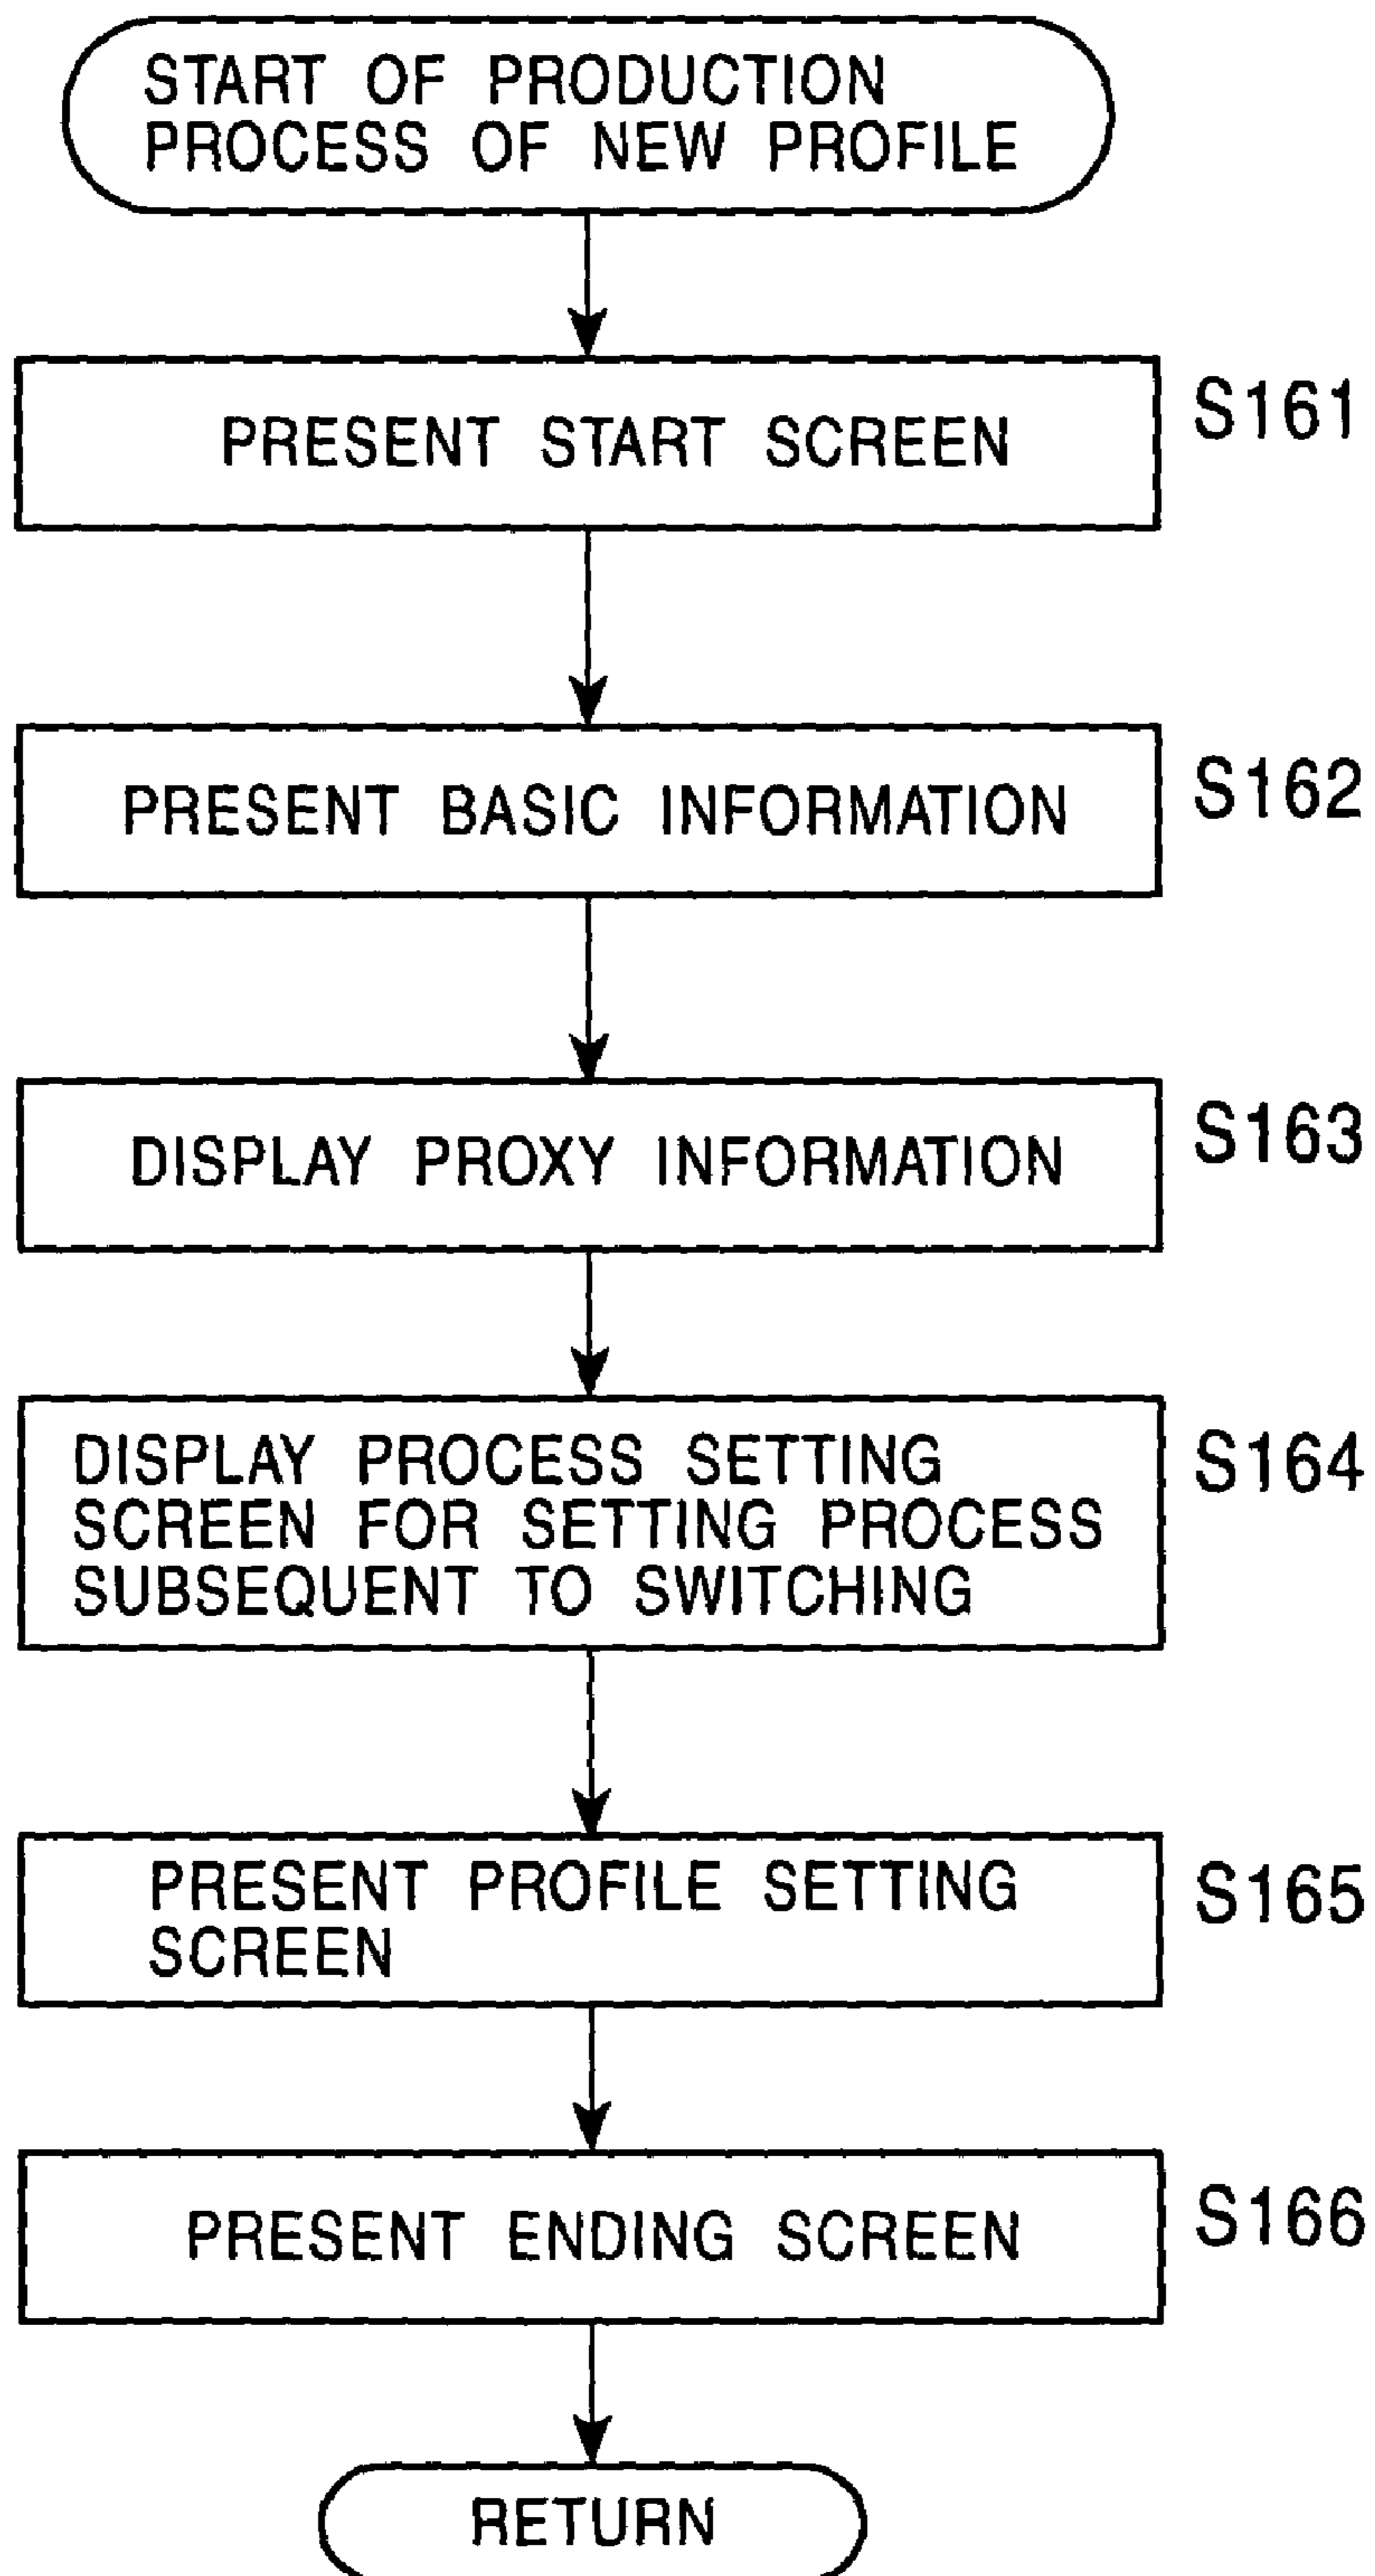 START OF PRODUCTION
PROCESS OF NEW PROFILE
PRESENT START SCREEN
S161
PRESENT BASIC INFORMATION
S162
DISPLAY PROXY INFORMATION
S163
DISPLAY PROCESS SETTING
SCREEN FOR SETTING PROCESS
SUBSEQUENT TO SWITCHING
S164
PRESENT PROFILE SETTING
SCREEN
S165
PRESENT ENDING SCREEN
S166
RETURN